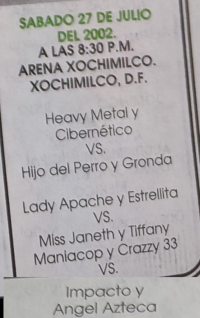 SABADO 27 DE JULIO
DEL 2002.
A LAS 8:30 P.M.
ARENA XOCHIMILCO.
XOCHIMILCO, D.F.
Heavy Metal y
Cibernético
VS.
Hijo del Perro y Gronda
Lady Apache y Estrellita
VS.
Miss Janeth y Tiffany
Maniacop y Crazzy 33
VS.
Impacto y
Angel Azteca